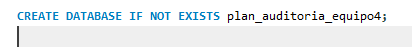 CREATE DATABASE IF NOT EXISTS plan_auditoria_equipo4;